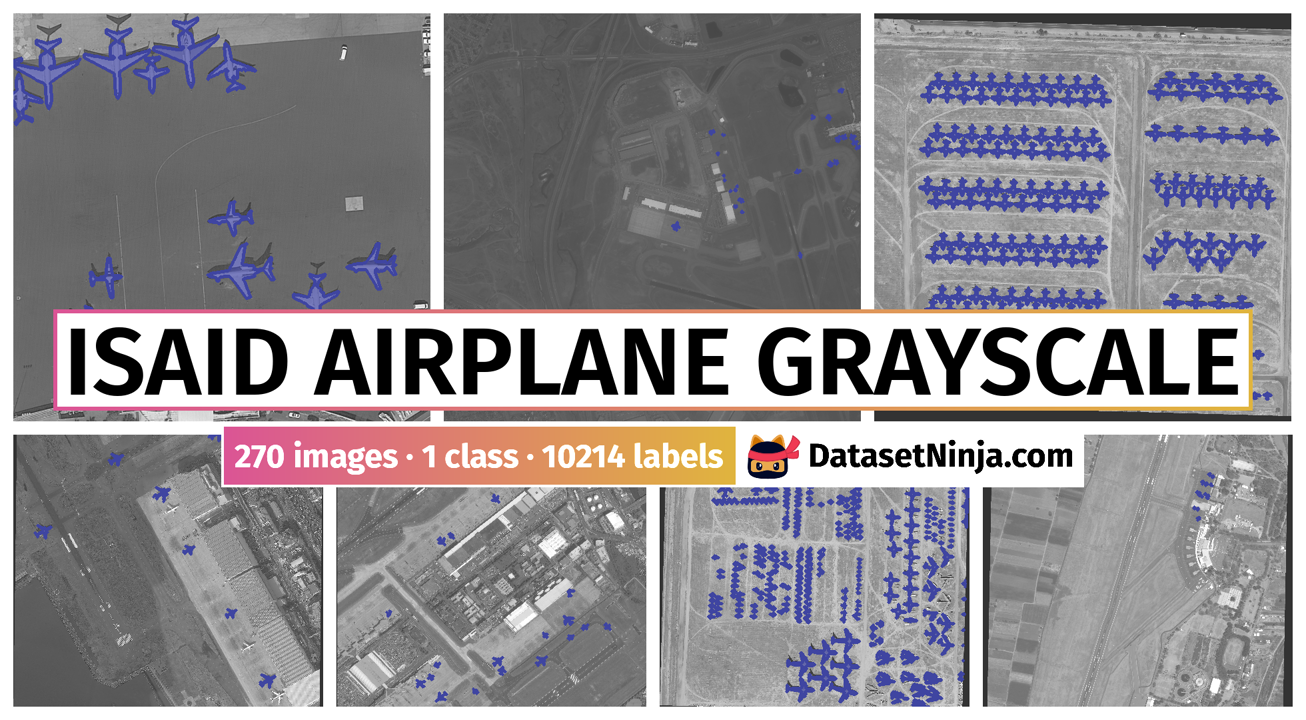 ISAID AIRPLANE GRAYSCALE
270 images · 1 class · 10214 labels
DatasetNinja.com